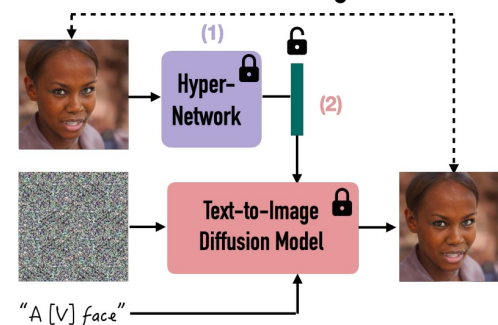 (1)
Hyper-
Network
(2)
Text-to-Image
Diffusion Model
"A [V] face"